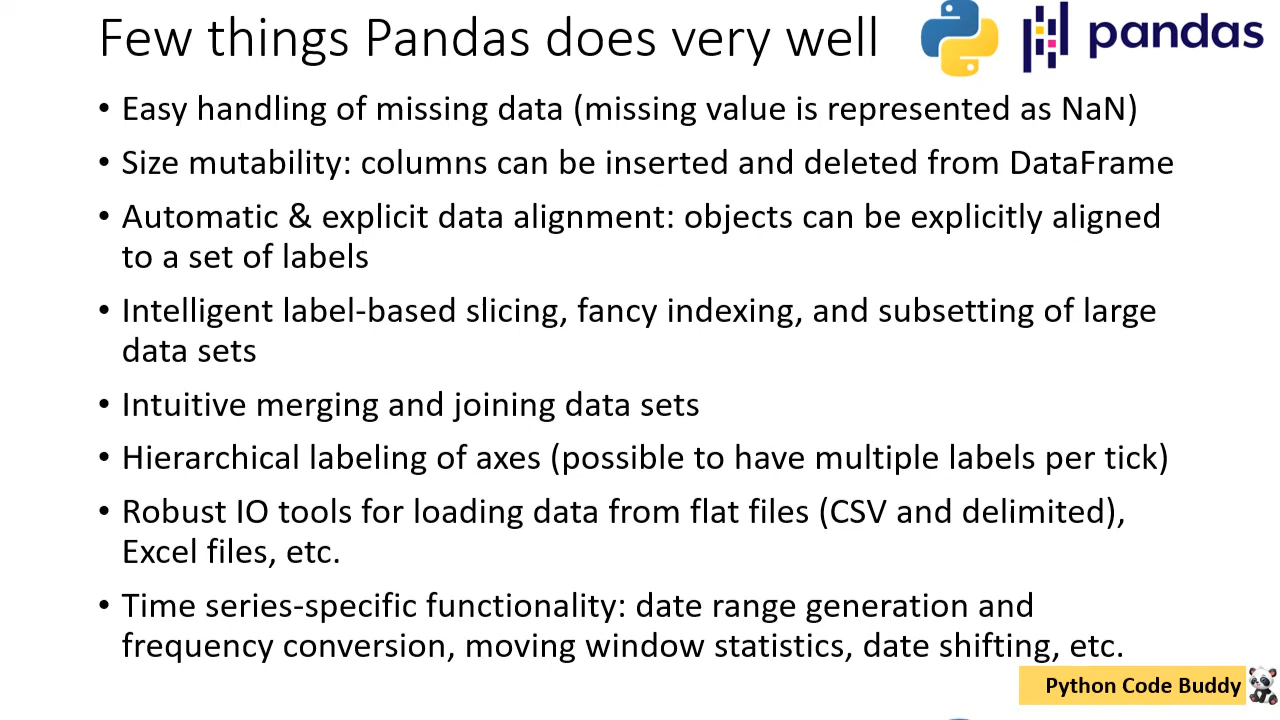 Few things Pandas does very well
pandas
• Easy handling of missing data (missing value is represented as NaN)
• Size mutability: columns can be inserted and deleted from DataFrame
• Automatic & explicit data alignment: objects can be explicitly aligned
to a set of labels
• Intelligent label-based slicing, fancy indexing, and subsetting of large
data sets
• Intuitive merging and joining data sets
• Hierarchical labeling of axes (possible to have multiple labels per tick)
• Robust IO tools for loading data from flat files (CSV and delimited),
Excel files, etc.
• Time series-specific functionality: date range generation and
frequency conversion, moving window statistics, date shifting, etc.
Python Code Buddy